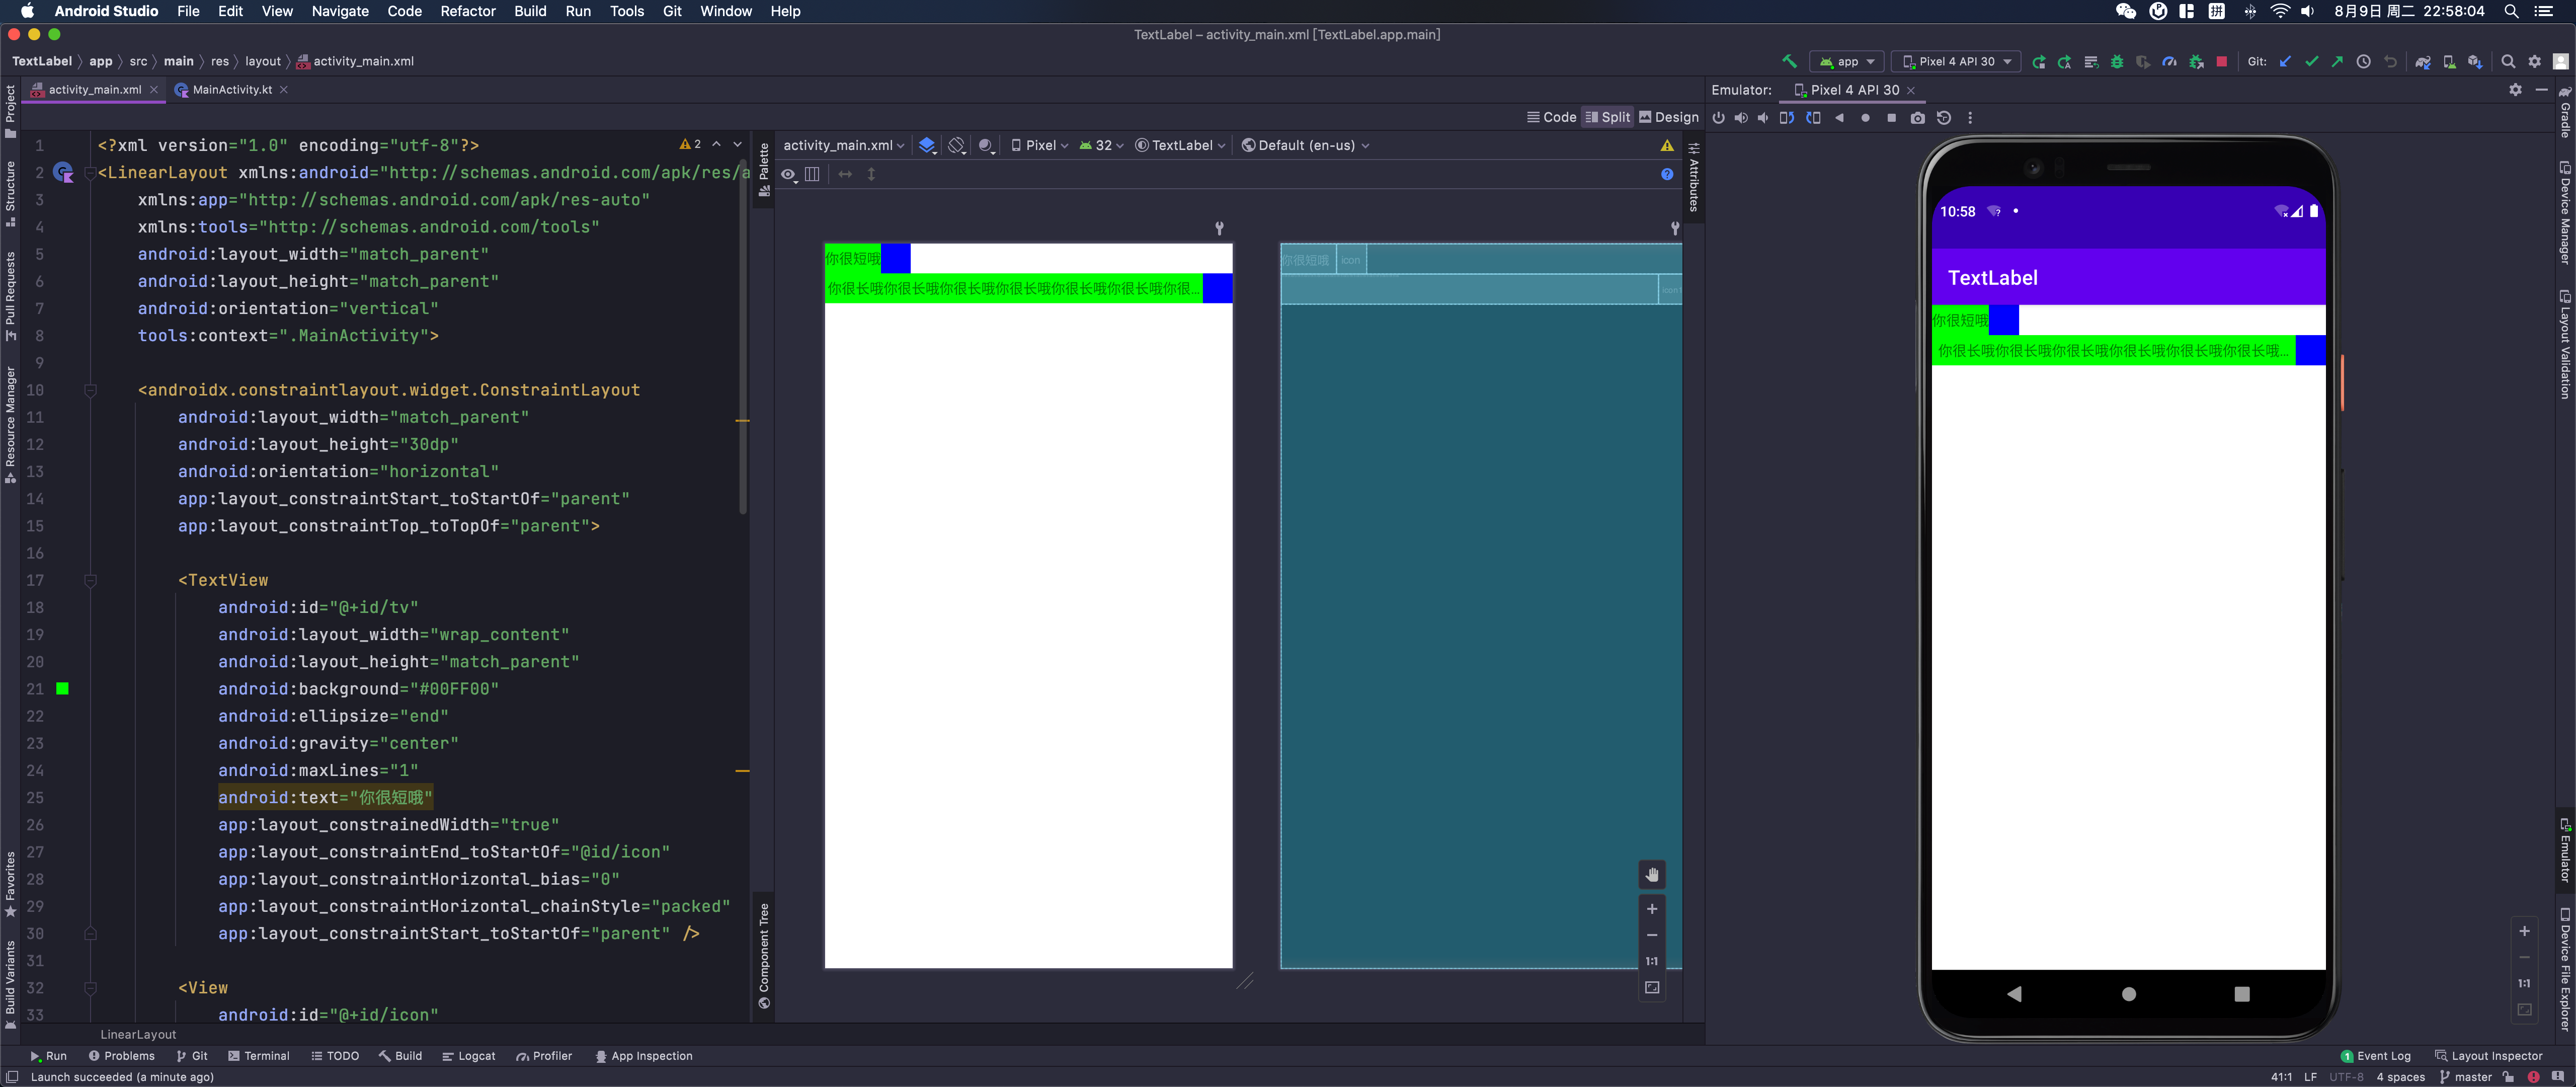 Android Studio File Edit View Navigate Code Refactor Build Run Tools Git Window Help
拼
8月9日 周二 22:58:04
TextLabel – activity_main.xml [TextLabel.app.main]
TextLabel app src main res layout activity_main.xml
app Pixel 4 API 30 Git:
activity_main.xml MainActivity.kt
Emulator: Pixel 4 API 30
Code Split Design
activity_main.xml Pixel 32 TextLabel Default (en-us)
2
1 <?xml version="1.0" encoding="utf-8"?>
2 <LinearLayout xmlns:android="http://schemas.android.com/apk/res/a
3 xmlns:app="http://schemas.android.com/apk/res-auto"
4 xmlns:tools="http://schemas.android.com/tools"
5 android:layout_width="match_parent"
6 android:layout_height="match_parent"
7 android:orientation="vertical"
8 tools:context=".MainActivity">
9
10 <androidx.constraintlayout.widget.ConstraintLayout
11 android:layout_width="match_parent"
12 android:layout_height="30dp"
13 android:orientation="horizontal"
14 app:layout_constraintStart_toStartOf="parent"
15 app:layout_constraintTop_toTopOf="parent">
16
17 <TextView
18 android:id="@+id/tv"
19 android:layout_width="wrap_content"
20 android:layout_height="match_parent"
21 android:background="#00FF00"
22 android:ellipsize="end"
23 android:gravity="center"
24 android:maxLines="1"
25 android:text="你很短哦"
26 app:layout_constrainedWidth="true"
27 app:layout_constraintEnd_toStartOf="@id/icon"
28 app:layout_constraintHorizontal_bias="0"
29 app:layout_constraintHorizontal_chainStyle="packed"
30 app:layout_constraintStart_toStartOf="parent" />
31
32 <View
33 android:id="@+id/icon"
LinearLayout
Project
Structure
Pull Requests
Resource Manager
Favorites
Build Variants
Palette
Component Tree
Attributes
你很短哦
你很长哦你很长哦你很长哦你很长哦你很长哦你很长哦你很...
你很短哦 icon
1:1
10:58
TextLabel
你很短哦
你很长哦你很长哦你很长哦你很长哦你很长哦你很长哦...
1:1
Gradle
Device Manager
Layout Validation
Emulator
Device File Explorer
Run Problems Git Terminal TODO Build Logcat Profiler App Inspection
1 Event Log Layout Inspector
Launch succeeded (a minute ago)
41:1 LF UTF-8 4 spaces master